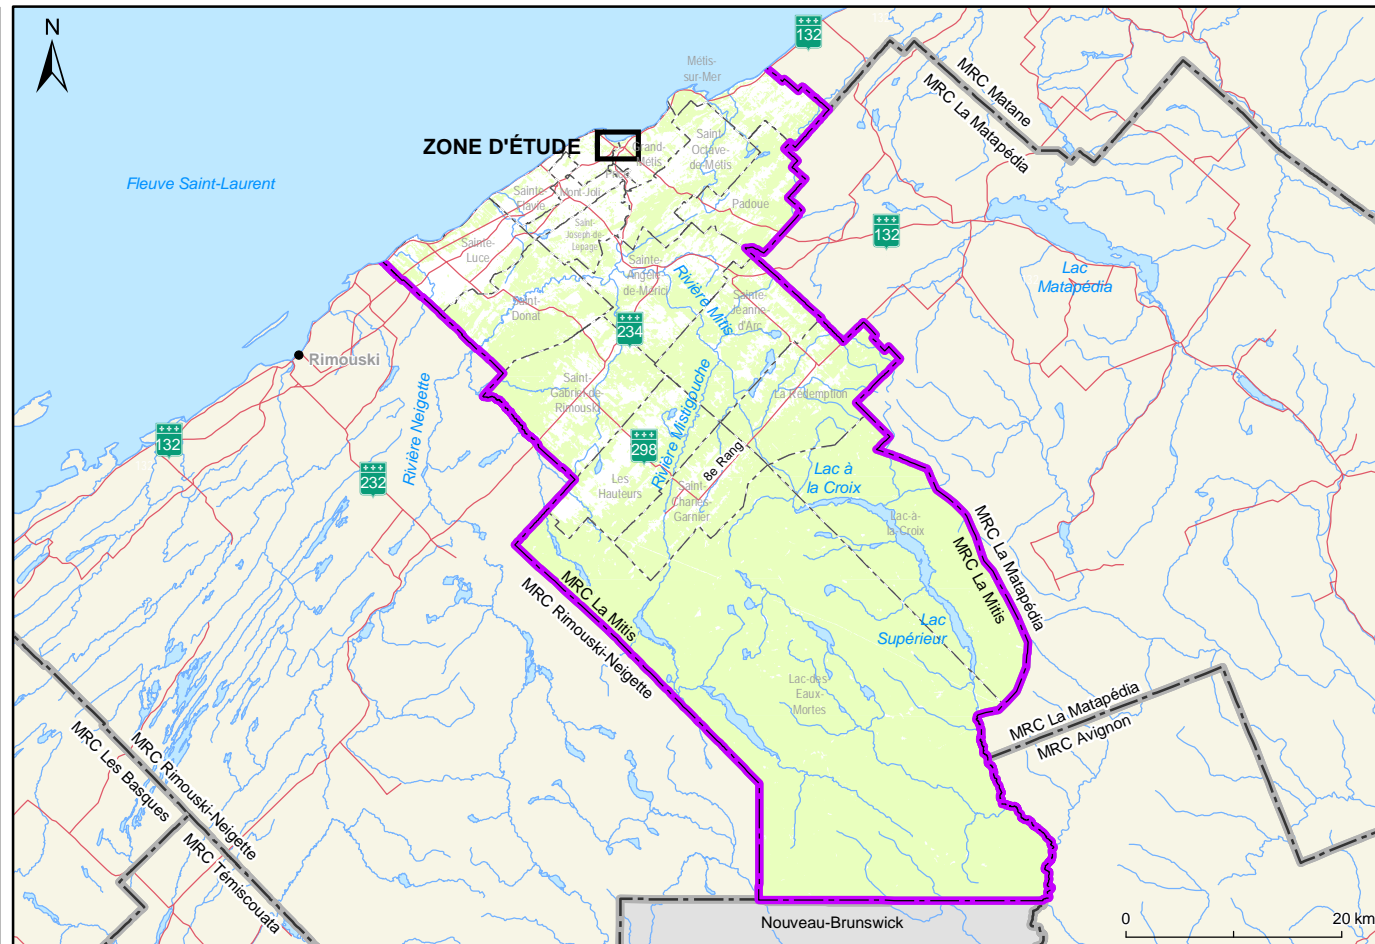 N
132
Métis-
sur-Mer
MRC Matane
MRC La Matapédia
ZONE D'ÉTUDE
Grand-
Métis
Saint-
Octave-
de-Métis
Fleuve Saint-Laurent
Sainte-
Flavie
Mont-Joli
Padoue
Saint-
Joseph-de-
Lepage
132
Sainte-
Luce
Sainte-
Angèle-
de-Mérici
Rivière Mitis
Lac
Matapédia
Saint-
Donat
Sainte-
Jeanne-
d'Arc
234
Rimouski
Rivière Neigette
Saint-
Gabriel-de-
Rimouski
Rivière Mistigouche
La Rédemption
132
298
232
8e Rang
Les
Hauteurs
Saint-
Charles-
Garnier
Lac à
la Croix
Lac-à-
la-Croix
MRC La Matapédia
MRC La Mitis
MRC La Mitis
MRC Rimouski-Neigette
Lac
Supérieur
Lac-des-
Eaux-
Mortes
MRC La Matapédia
MRC Avignon
MRC Rimouski-Neigette
MRC Les Basques
MRC Témiscouata
Nouveau-Brunswick
0 20 km